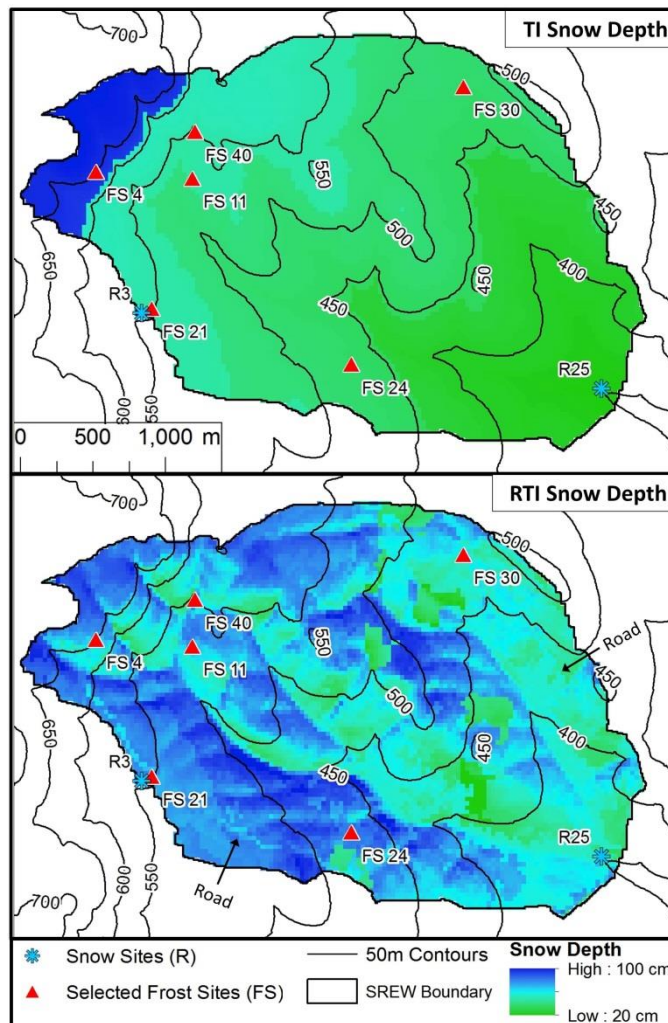 TI Snow Depth
700
500
FS 30
FS 40
FS 4
FS 11
550
450
500
650
400
R3
450
450
FS 21
FS 24
R25
600
550
0 500 1,000 m
RTI Snow Depth
700
500
FS 30
FS 40
Road
FS 4
FS 11
550
450
500
650
400
R3
450
450
FS 21
FS 24
R25
600
550
Road
700
Snow Sites (R)
50m Contours
Snow Depth
High : 100 cm
Selected Frost Sites (FS)
SREW Boundary
Low : 20 cm